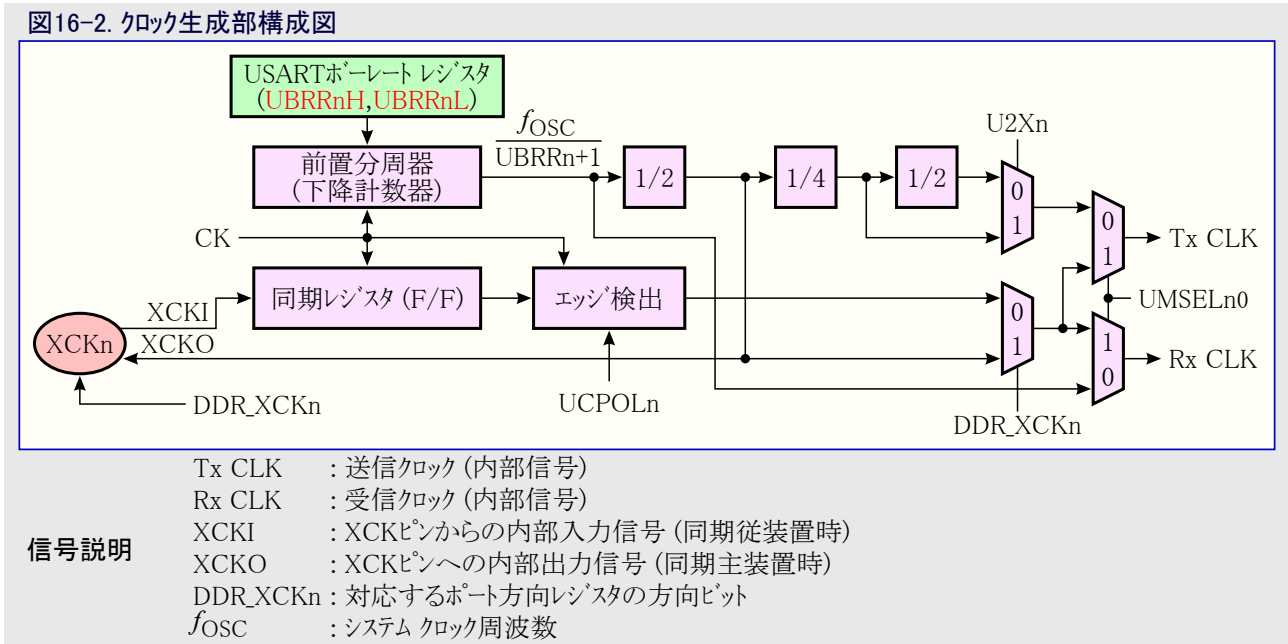 図16-2. クロック生成部構成図
USARTボーレート レジスタ
(UBRRnH,UBRRnL)
fOSC
UBRRn+1
U2Xn
前置分周器
(下降計数器)
1/2
1/4
1/2
0
1
0
1
CK
Tx CLK
同期レジスタ (F/F)
エッジ検出
XCKI
XCKn
XCKO
0
1
UMSELn0
1
0
Rx CLK
DDR_XCKn
UCPOLn
DDR_XCKn
信号説明
Tx CLK : 送信クロック (内部信号)
Rx CLK : 受信クロック (内部信号)
XCKI : XCKピンからの内部入力信号 (同期従装置時)
XCKO : XCKピンへの内部出力信号 (同期主装置時)
DDR_XCKn : 対応するポート方向レジスタの方向ビット
fOSC : システム クロック周波数